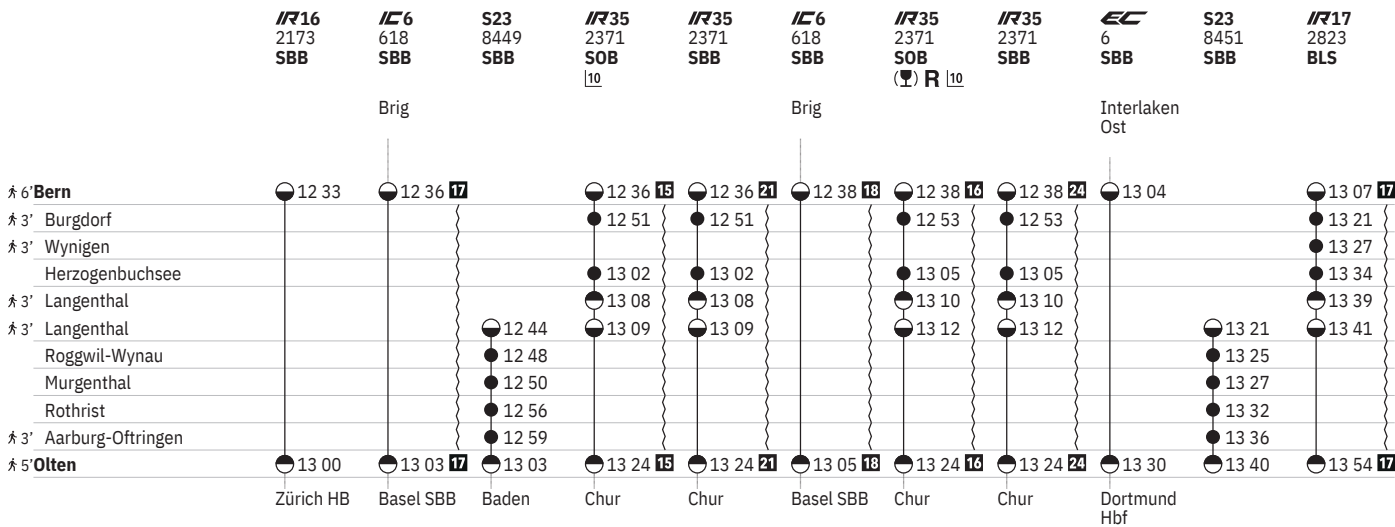 IR16 IC6 S23 IR35 IR35 IC6 IR35 IR35 EC S23 IR17
2173 618 8449 2371 2371 618 2371 2371 6 8451 2823
SBB SBB SBB SOB SBB SBB SOB SBB SBB SBB BLS
10 R 10
Brig Brig Interlaken
Ost
6' Bern 12 33 12 36 17 12 36 15 12 36 21 12 38 18 12 38 16 12 38 24 13 04 13 07 17
3' Burgdorf 12 51 12 51 12 53 12 53 13 21
3' Wynigen 13 27
Herzogenbuchsee 13 02 13 02 13 05 13 05 13 34
3' Langenthal 13 08 13 08 13 10 13 10 13 39
3' Langenthal 12 44 13 09 13 09 13 12 13 12 13 21 13 41
Roggwil-Wynau 12 48 13 25
Murgenthal 12 50 13 27
Rothrist 12 56 13 32
3' Aarburg-Oftringen 12 59 13 36
5' Olten 13 00 13 03 17 13 03 13 24 15 13 24 21 13 05 18 13 24 16 13 24 24 13 30 13 40 13 54 17
Zürich HB Basel SBB Baden Chur Chur Basel SBB Chur Chur Dortmund
Hbf